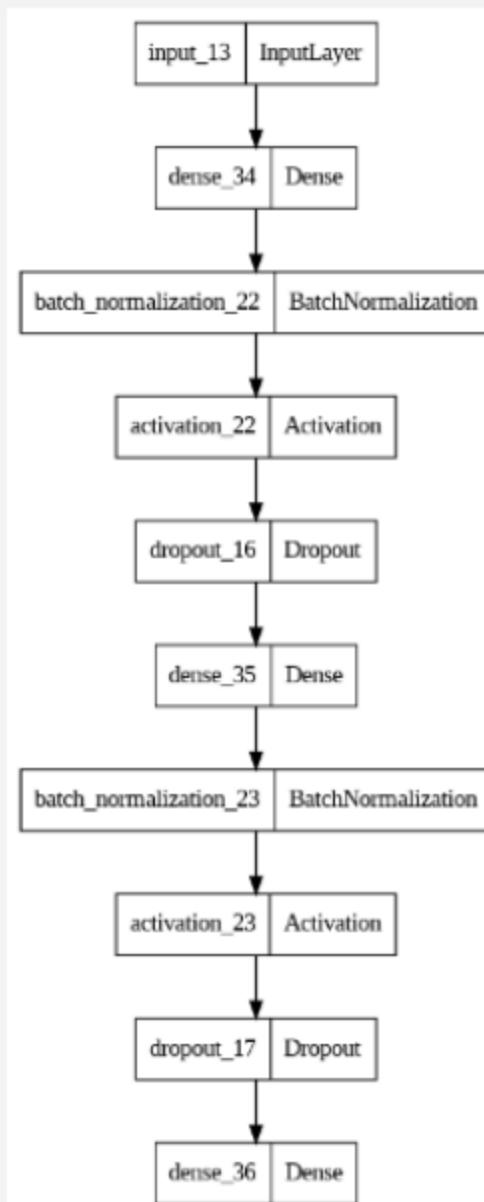 input_13 InputLayer
dense_34 Dense
batch_normalization_22 BatchNormalization
activation_22 Activation
dropout_16 Dropout
dense_35 Dense
batch_normalization_23 BatchNormalization
activation_23 Activation
dropout_17 Dropout
dense_36 Dense